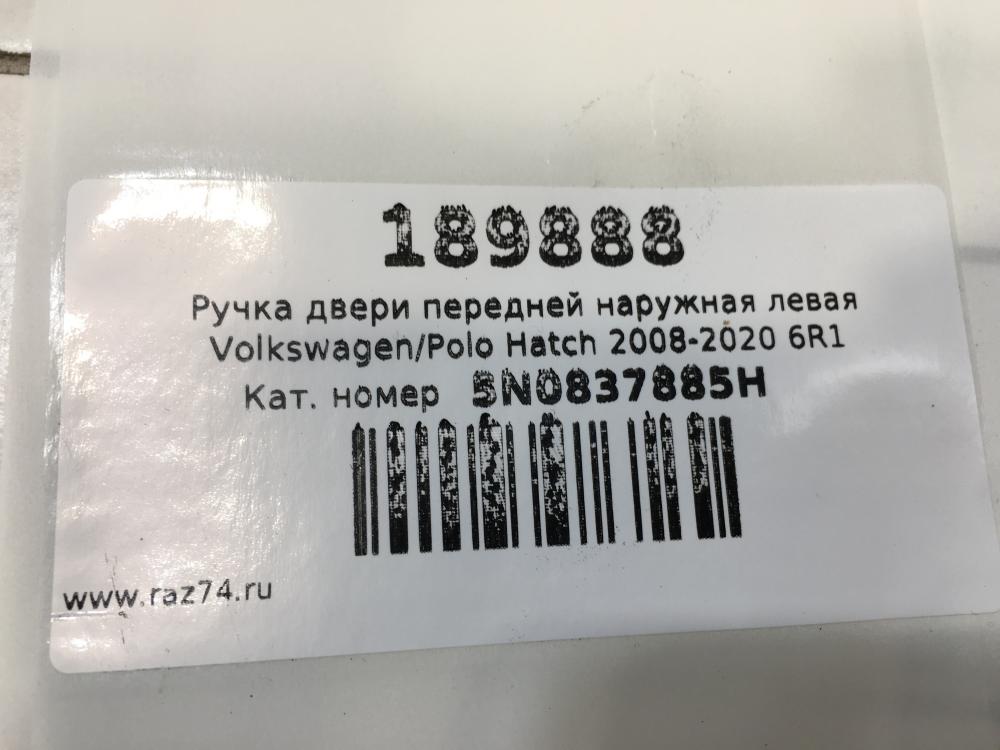 189888
Ручка двери передней наружная левая
Volkswagen/Polo Hatch 2008-2020 6R1
Кат. номер 5N0837885H
www.raz74.ru